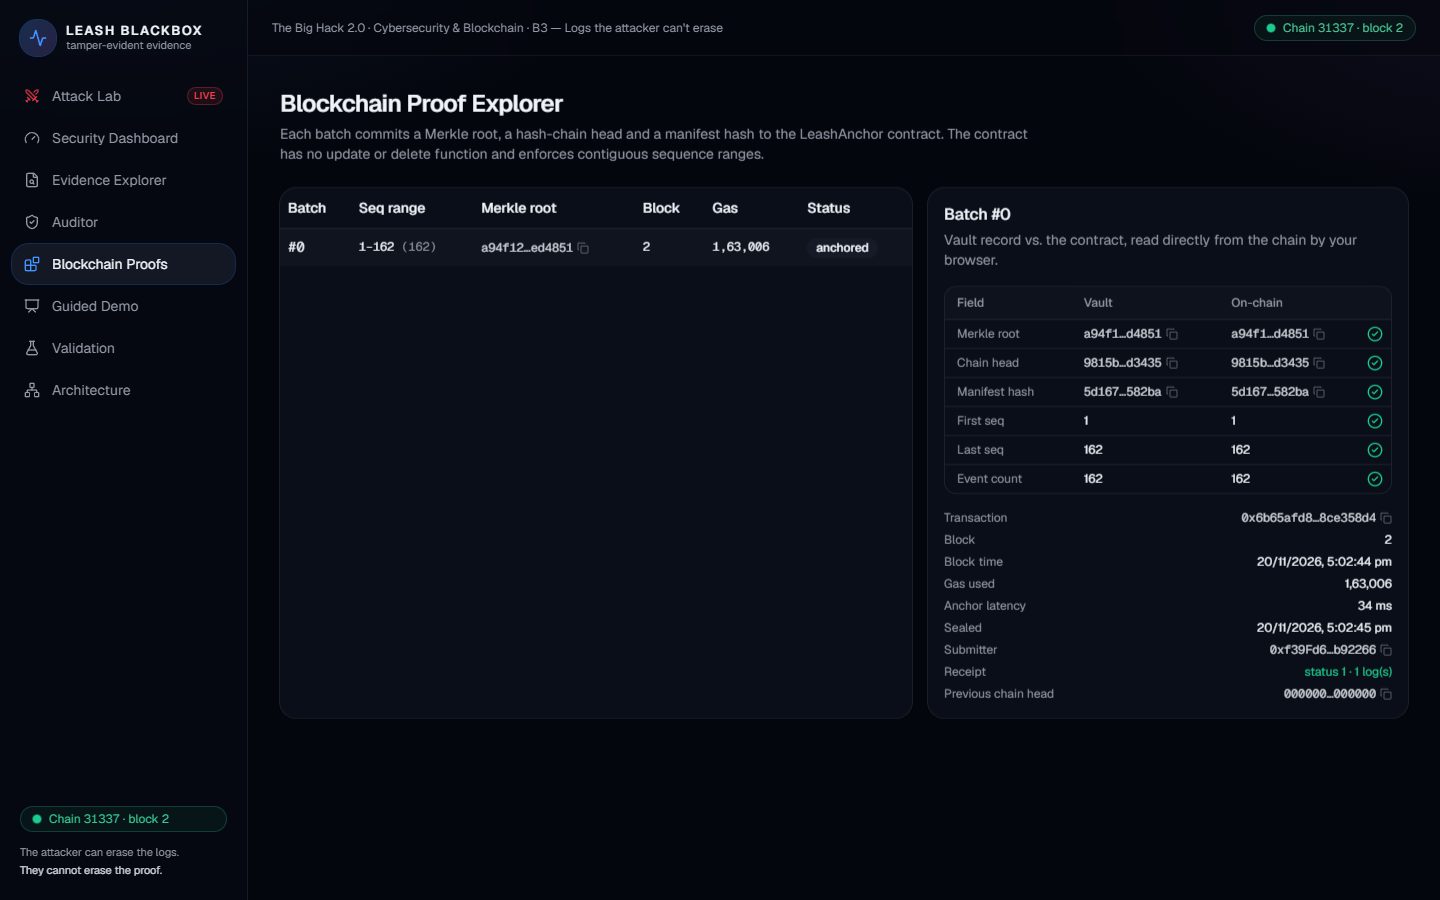 LEASH BLACKBOX
tamper-evident evidence
The Big Hack 2.0 · Cybersecurity & Blockchain · B3 — Logs the attacker can't erase
Chain 31337 · block 2
Attack Lab LIVE
Security Dashboard
Evidence Explorer
Auditor
Blockchain Proofs
Guided Demo
Validation
Architecture
Chain 31337 · block 2
The attacker can erase the logs.
They cannot erase the proof.
Blockchain Proof Explorer
Each batch commits a Merkle root, a hash-chain head and a manifest hash to the LeashAnchor contract. The contract
has no update or delete function and enforces contiguous sequence ranges.
Batch Seq range Merkle root Block Gas Status
#0 1–162 (162) a94f12…ed4851 2 1,63,006 anchored
Batch #0
Vault record vs. the contract, read directly from the chain by your
browser.
Field Vault On-chain
Merkle root a94f1…d4851 a94f1…d4851
Chain head 9815b…d3435 9815b…d3435
Manifest hash 5d167…582ba 5d167…582ba
First seq 1 1
Last seq 162 162
Event count 162 162
Transaction 0x6b65afd8…8ce358d4
Block 2
Block time 20/11/2026, 5:02:44 pm
Gas used 1,63,006
Anchor latency 34 ms
Sealed 20/11/2026, 5:02:45 pm
Submitter 0xf39Fd6…b92266
Receipt status 1 · 1 log(s)
Previous chain head 000000…000000